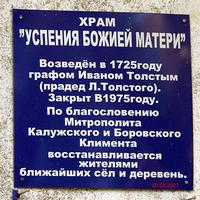 ХРАМ
"УСПЕНИЯ БОЖИЕЙ МАТЕРИ"
Возведён в 1725году
графом Иваном Толстым
(прадед Л.Толстого).
Закрыт В1975году.
По благословению
Митрополита
Калужского и Боровского
Климента
восстанавливается
жителями
ближайших сёл и деревень.